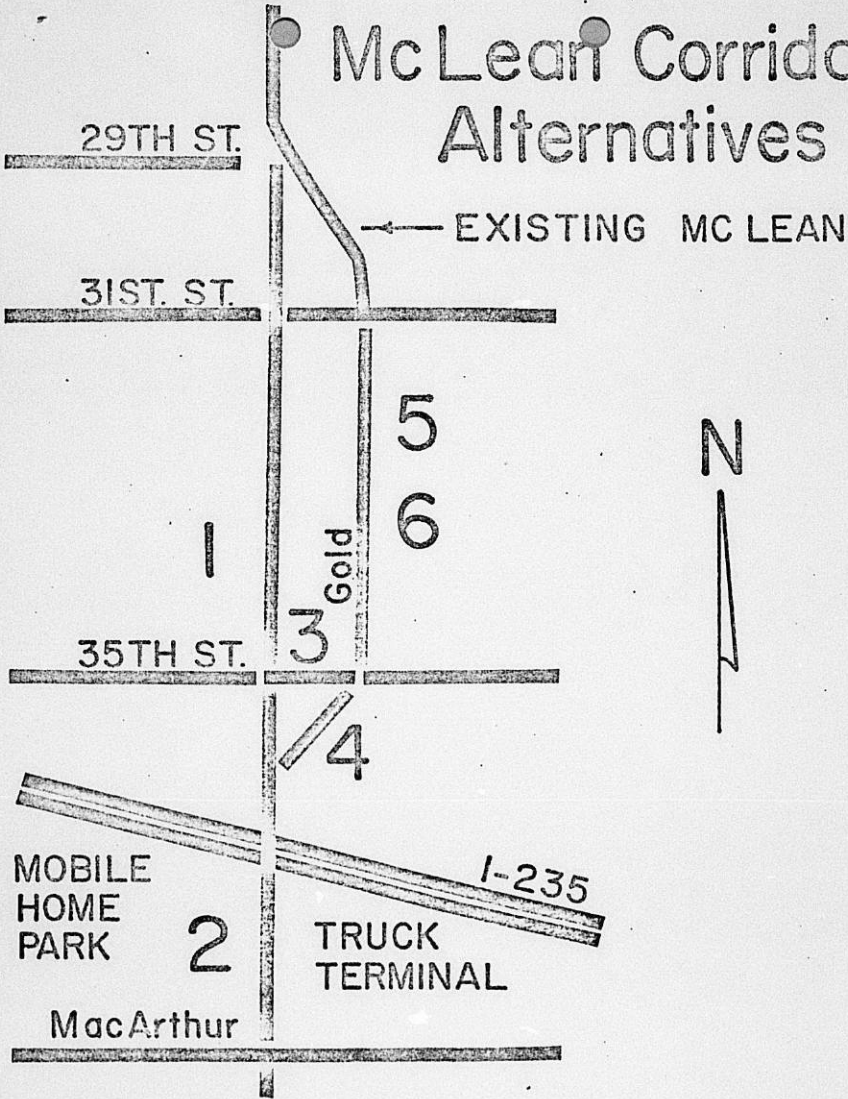 McLean Corrido
Alternatives
29TH ST.
EXISTING MC LEAN
31ST. ST.
5
N
6
1
Gold
3
35TH ST.
4
I-235
MOBILE
HOME
PARK
2
TRUCK
TERMINAL
MacArthur